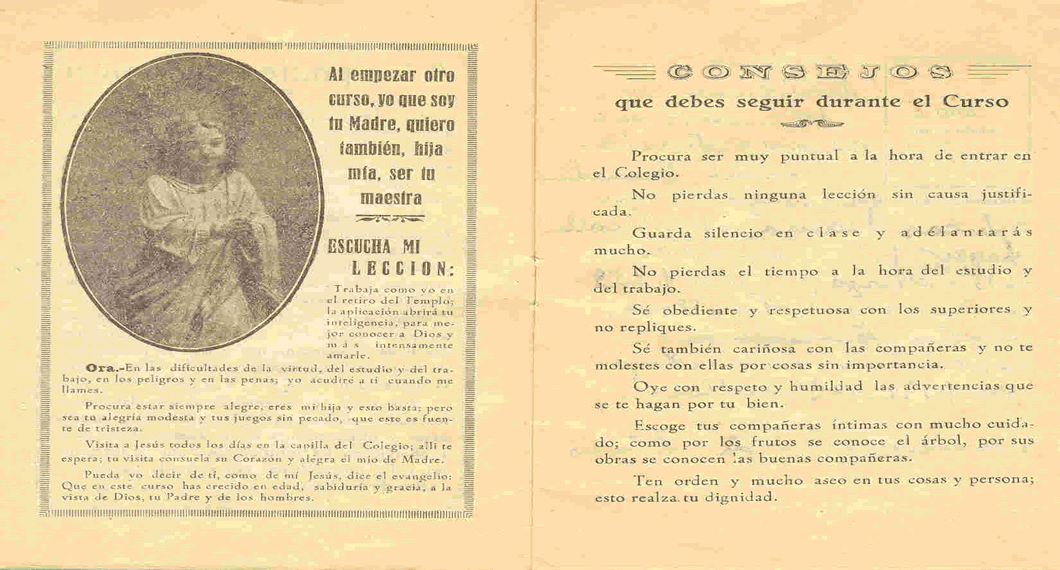 Al empezar otro
curso, yo que soy
tu Madre, quiero
también, hija
mía, ser tu
maestra
ESCUCHA MI
LECCION:
Trabaja como yo en
el retiro del Templo;
la aplicación abrirá tu
inteligencia, para me-
jor conocer a Dios y
más intensamente
amarle.
Ora.-En las dificultades de la virtud, del estudio y del tra-
bajo, en los peligros y en las penas; yo acudiré a ti cuando me
llames.
Procura estar siempre alegre, eres mi hija y esto basta; pero
sea tu alegría modesta y tus juegos sin pecado, que este es fuen-
te de tristeza.
Visita a Jesús todos los días en la capilla del Colegio; allí te
espera; tu visita consuela su Corazón y alegra el mío de Madre.
Pueda yo decir de tí, como de mi Jesús, dice el evangelio:
Que en este curso has crecido en edad, sabiduría y gracia, a la
vista de Dios, tu Padre y de los hombres.
CONSEJOS
que debes seguir durante el Curso
Procura ser muy puntual a la hora de entrar en
el Colegio.
No pierdas ninguna lección sin causa justifi-
cada.
Guarda silencio en clase y adelantarás
mucho.
No pierdas el tiempo a la hora del estudio y
del trabajo.
Sé obediente y respetuosa con los superiores y
no repliques.
Sé también cariñosa con las compañeras y no te
molestes con ellas por cosas sin importancia.
Oye con respeto y humildad las advertencias que
se te hagan por tu bien.
Escoge tus compañeras íntimas con mucho cuida-
do; como por los frutos se conoce el árbol, por sus
obras se conocen las buenas compañeras.
Ten orden y mucho aseo en tus cosas y persona;
esto realza tu dignidad.